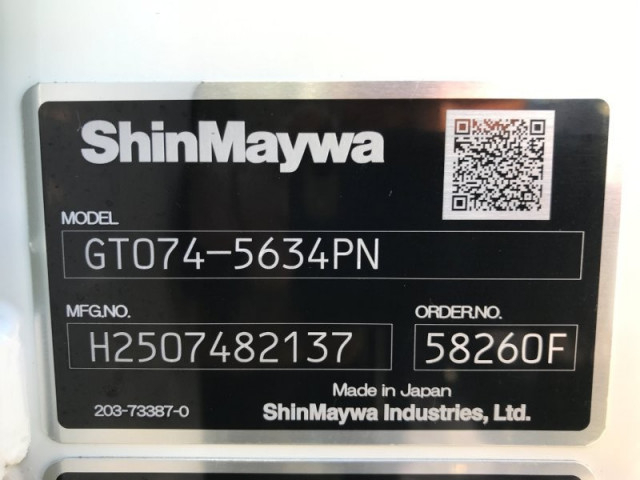 ShinMaywa
MODEL
GT074-5634PN
MFG.NO. ORDER.NO.
H2507482137 58260F
Made in Japan
203-73387-0 ShinMaywa Industries, Ltd.